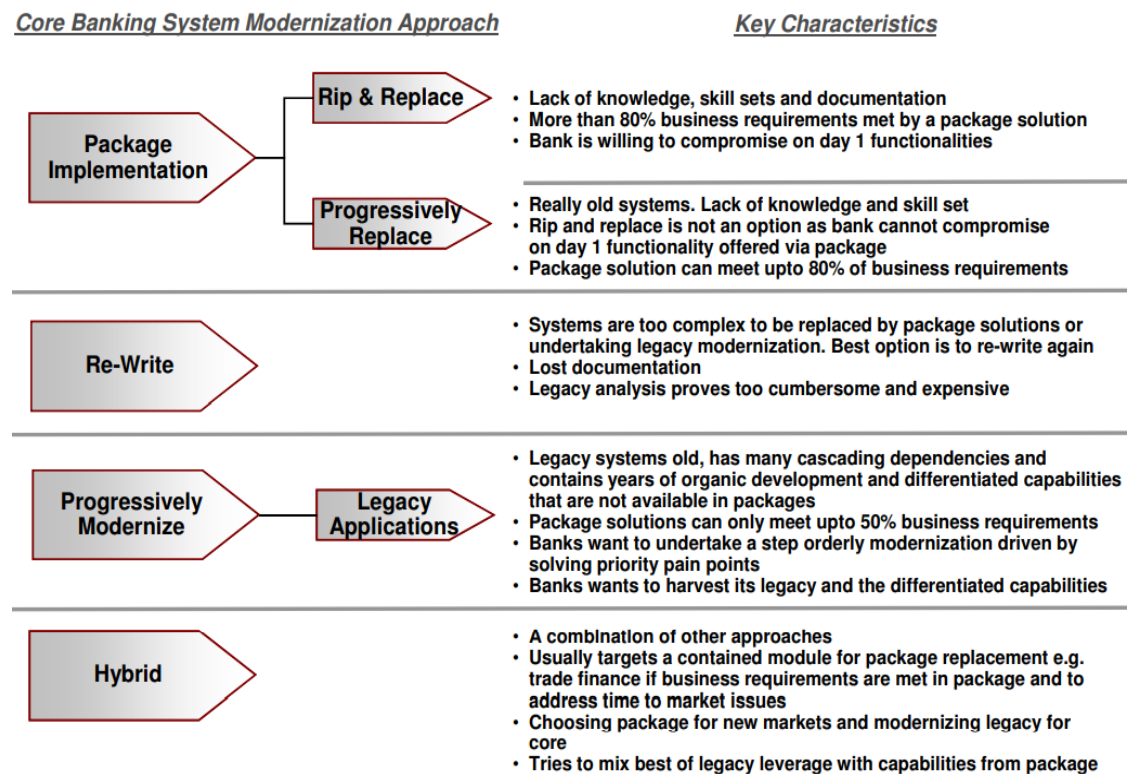 Core Banking System Modernization Approach
Key Characteristics
Package
Implementation
Rip & Replace
• Lack of knowledge, skill sets and documentation
• More than 80% business requirements met by a package solution
• Bank is willing to compromise on day 1 functionalities
Progressively
Replace
• Really old systems. Lack of knowledge and skill set
• Rip and replace is not an option as bank cannot compromise
on day 1 functionality offered via package
• Package solution can meet upto 80% of business requirements
Re-Write
• Systems are too complex to be replaced by package solutions or
undertaking legacy modernization. Best option is to re-write again
• Lost documentation
• Legacy analysis proves too cumbersome and expensive
Progressively
Modernize
Legacy
Applications
• Legacy systems old, has many cascading dependencies and
contains years of organic development and differentiated capabilities
that are not available in packages
• Package solutions can only meet upto 50% business requirements
• Banks want to undertake a step orderly modernization driven by
solving priority pain points
• Banks wants to harvest its legacy and the differentiated capabilities
Hybrid
• A combination of other approaches
• Usually targets a contained module for package replacement e.g.
trade finance if business requirements are met in package and to
address time to market issues
• Choosing package for new markets and modernizing legacy for
core
• Tries to mix best of legacy leverage with capabilities from package